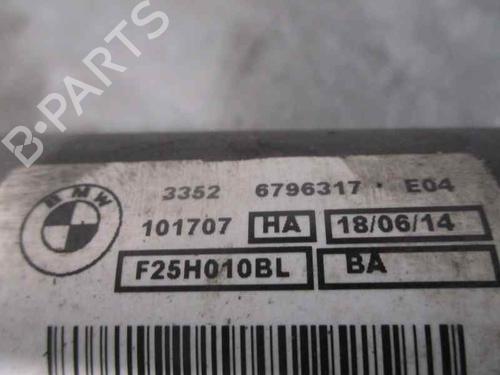 B-PARTS
BMW
3352 6796317 · E04
101707 HA 18/06/14
F25H010BL BA